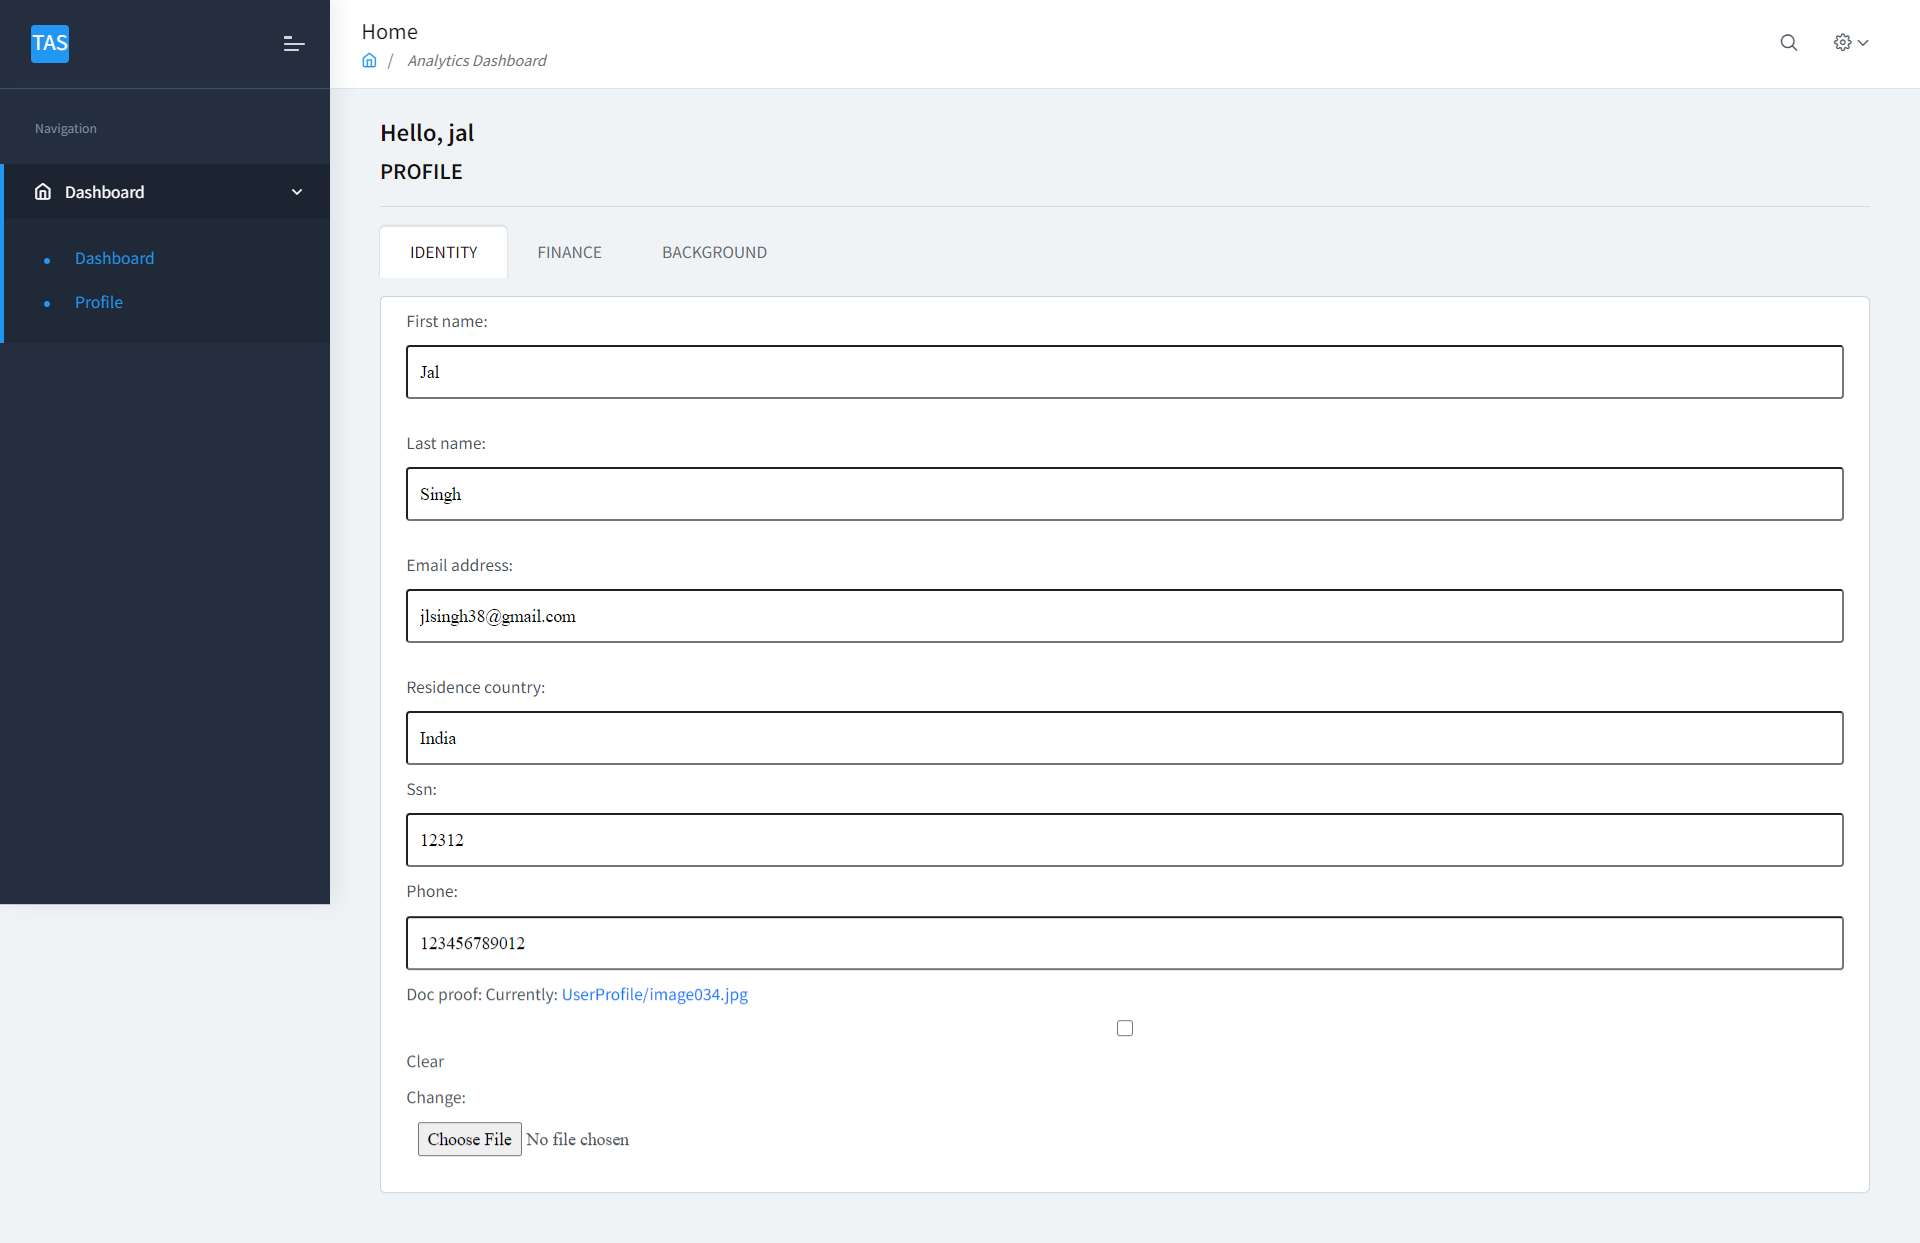 TAS
Home
/ Analytics Dashboard
Navigation
Dashboard
Dashboard
Profile
Hello, jal
PROFILE
IDENTITY FINANCE BACKGROUND
First name:
Jal
Last name:
Singh
Email address:
jlsingh38@gmail.com
Residence country:
India
Ssn:
12312
Phone:
123456789012
Doc proof: Currently: UserProfile/image034.jpg
Clear
Change:
Choose File No file chosen